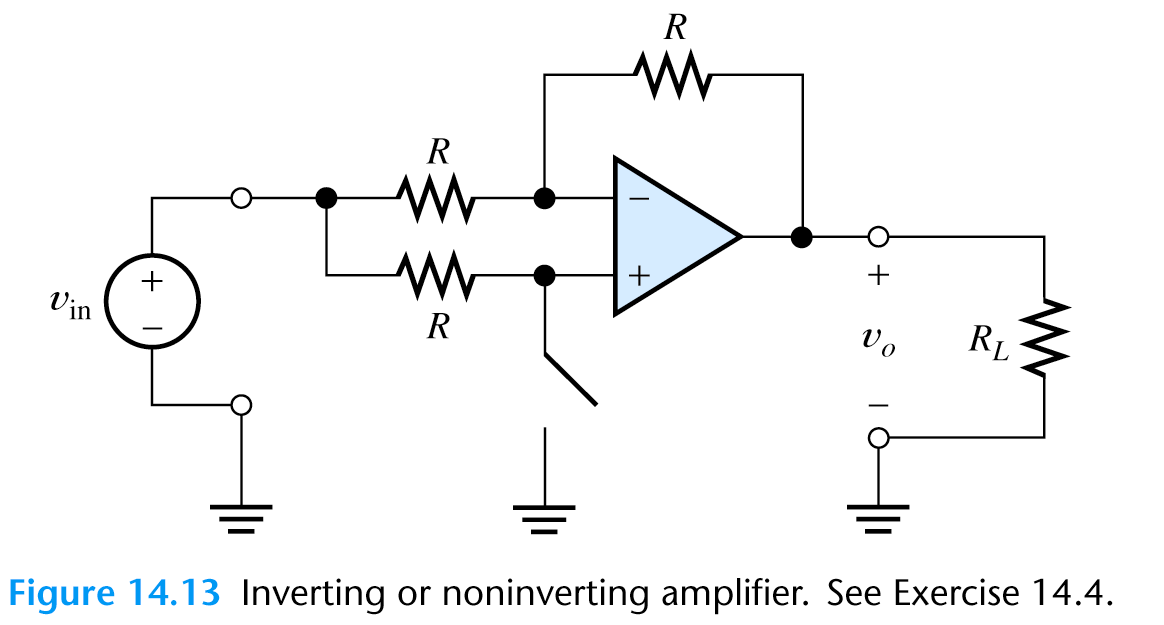 R
R
R
−
+
+
−
v_in
+
v_o
−
R_L
Figure 14.13 Inverting or noninverting amplifier. See Exercise 14.4.